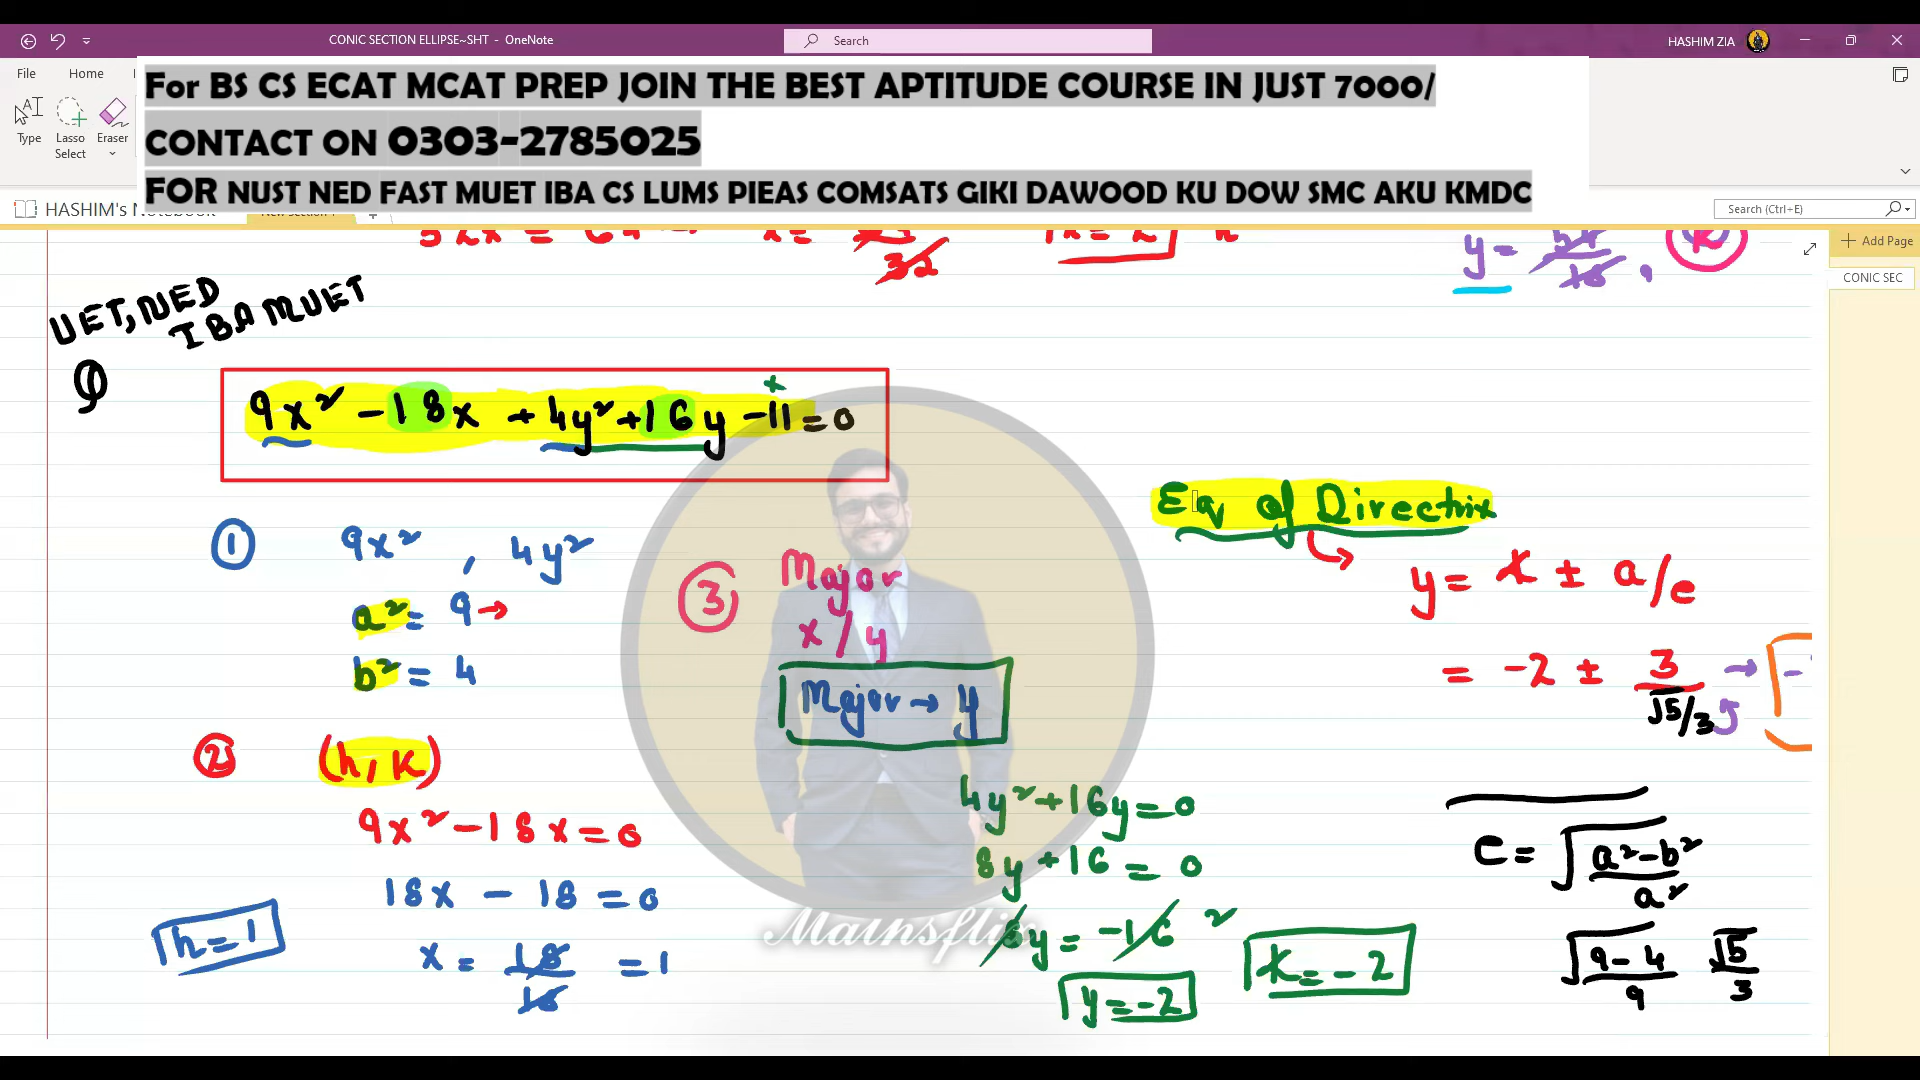 CONIC SECTION ELLIPSE~SHT - OneNote
Search
HASHIM ZIA
File Home
For BS CS ECAT MCAT PREP JOIN THE BEST APTITUDE COURSE IN JUST 7000/
CONTACT ON 0303-2785025
FOR NUST NED FAST MUET IBA CS LUMS PIEAS COMSATS GIKI DAWOOD KU DOW SMC AKU KMDC
Type
Lasso Select
Eraser
HASHIM's Notebook
Search (Ctrl+E)
Add Page
CONIC SEC
y =
UET, NED
IBA MUET
Q
9x² - 18x + 4y² + 16y - 11 = 0
+
Eq of Directrix
y = K ± a/e
= -2 ± 3/(√5/3) →
① 9x² , 4y²
a² = 9 →
b² = 4
③ Major
x / y
Major → y
② (h, K)
9x² - 18x = 0
18x - 18 = 0
x = 18/18 = 1
h = 1
4y² + 16y = 0
8y + 16 = 0
8y = -16 2
y = -2
K = -2
e = √(a² - b²)/a²
√(9 - 4)/9 √5/3
Mainsflix